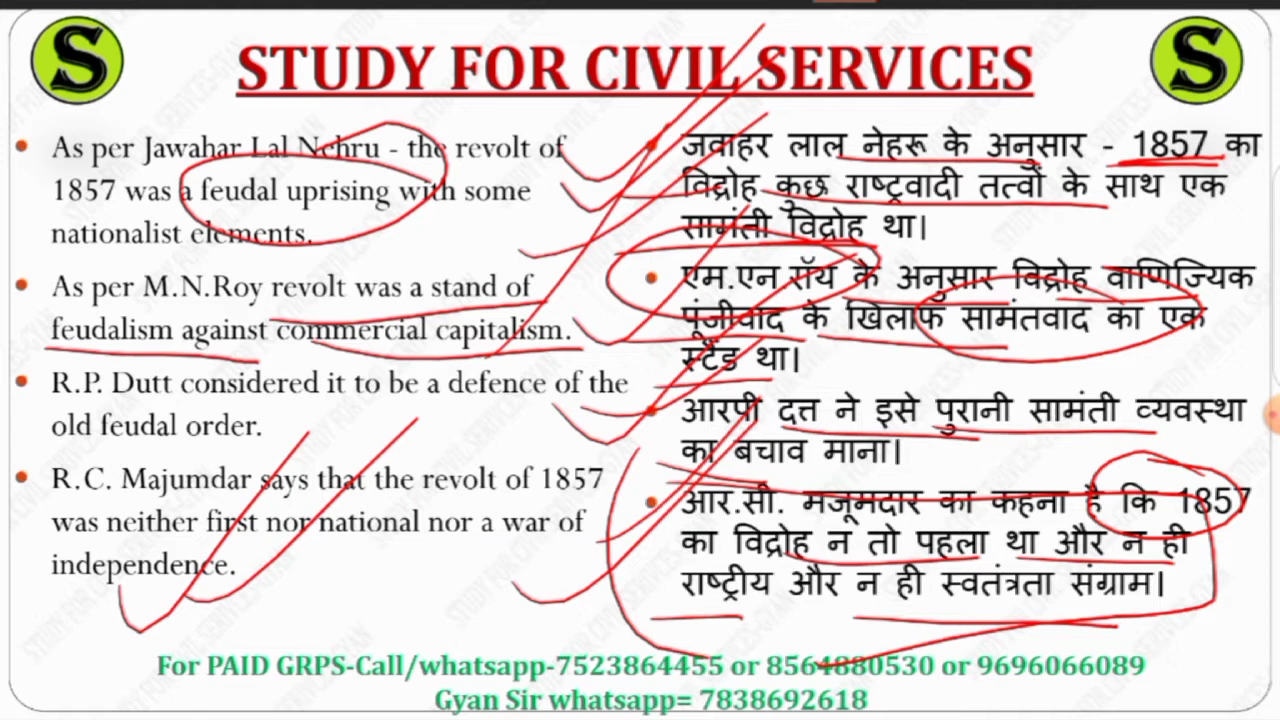 S
STUDY FOR CIVIL SERVICES
S
As per Jawahar Lal Nehru - the revolt of
1857 was a feudal uprising with some
nationalist elements.
As per M.N.Roy revolt was a stand of
feudalism against commercial capitalism.
R.P. Dutt considered it to be a defence of the
old feudal order.
R.C. Majumdar says that the revolt of 1857
was neither first nor national nor a war of
independence.
जवाहर लाल नेहरू के अनुसार - 1857 का
विद्रोह कुछ राष्ट्रवादी तत्वों के साथ एक
सामंती विद्रोह था।
एम.एन रॉय के अनुसार विद्रोह वाणिज्यिक
पूंजीवाद के खिलाफ सामंतवाद का एक
स्टैंड था।
आरपी दत्त ने इसे पुरानी सामंती व्यवस्था
का बचाव माना।
आर.सी. मजूमदार का कहना है कि 1857
का विद्रोह न तो पहला था और न ही
राष्ट्रीय और न ही स्वतंत्रता संग्राम।
For PAID GRPS-Call/whatsapp-7523864455 or 8564880530 or 9696066089
Gyan Sir whatsapp= 7838692618